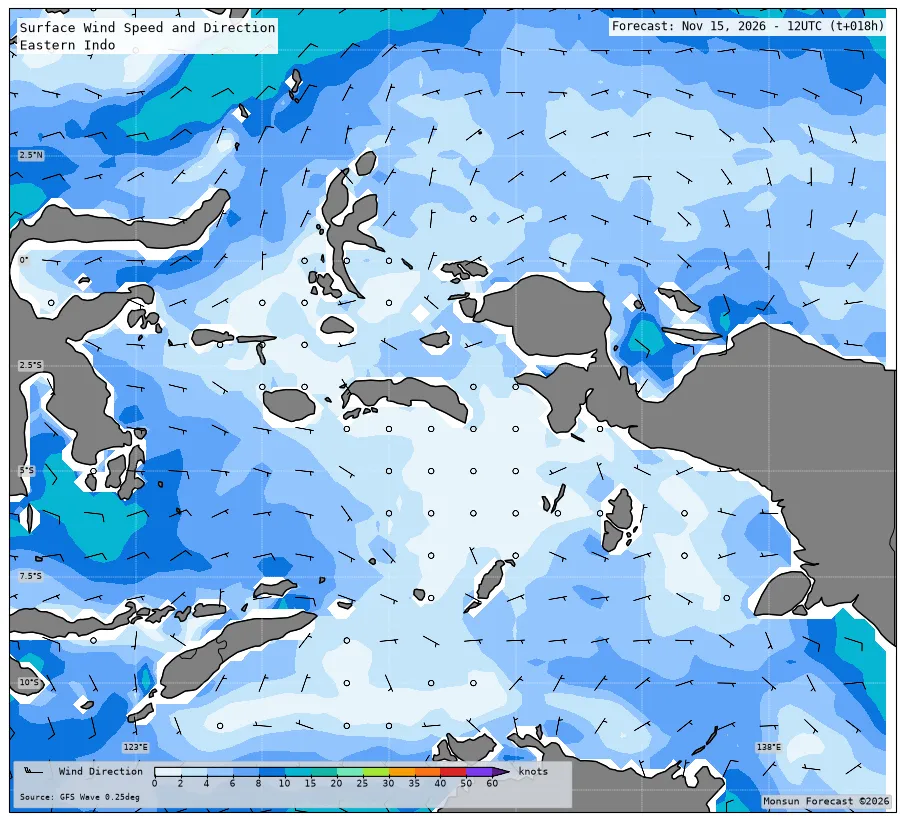 Surface Wind Speed and Direction
Eastern Indo
Forecast: Nov 15, 2026 - 12UTC (t+018h)
2.5°N
0°
2.5°S
5°S
7.5°S
10°S
123°E
138°E
Wind Direction
knots
0 2 4 6 8 10 15 20 25 30 35 40 50 60
Source: GFS Wave 0.25deg
Monsun Forecast ©2026